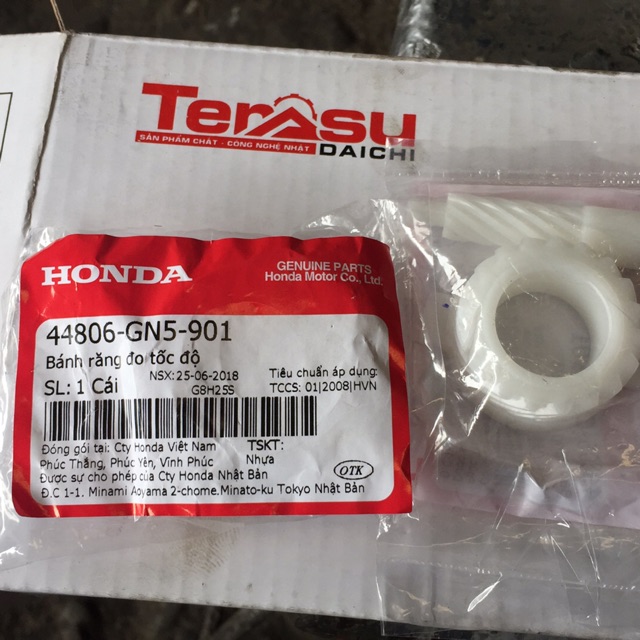 Terasu
SẢN PHẨM CHẤT - CÔNG NGHỆ NHẬT
DAICHI
HONDA
GENUINE PARTS
Honda Motor Co., Ltd.
44806-GN5-901
Bánh răng đo tốc độ
NSX:25-06-2018
Tiêu chuẩn áp dụng:
SL: 1 Cái
G8H25S
TCCS: 01|2008|HVN
Đóng gói tại: Cty Honda Việt Nam
TSKT:
Phúc Thắng, Phúc Yên, Vĩnh Phúc
Nhựa
Được sự cho phép của Cty Honda Nhật Bản
OTK
Đ.C 1-1. Minami Aoyama 2-chome.Minato-ku Tokyo Nhật Bản